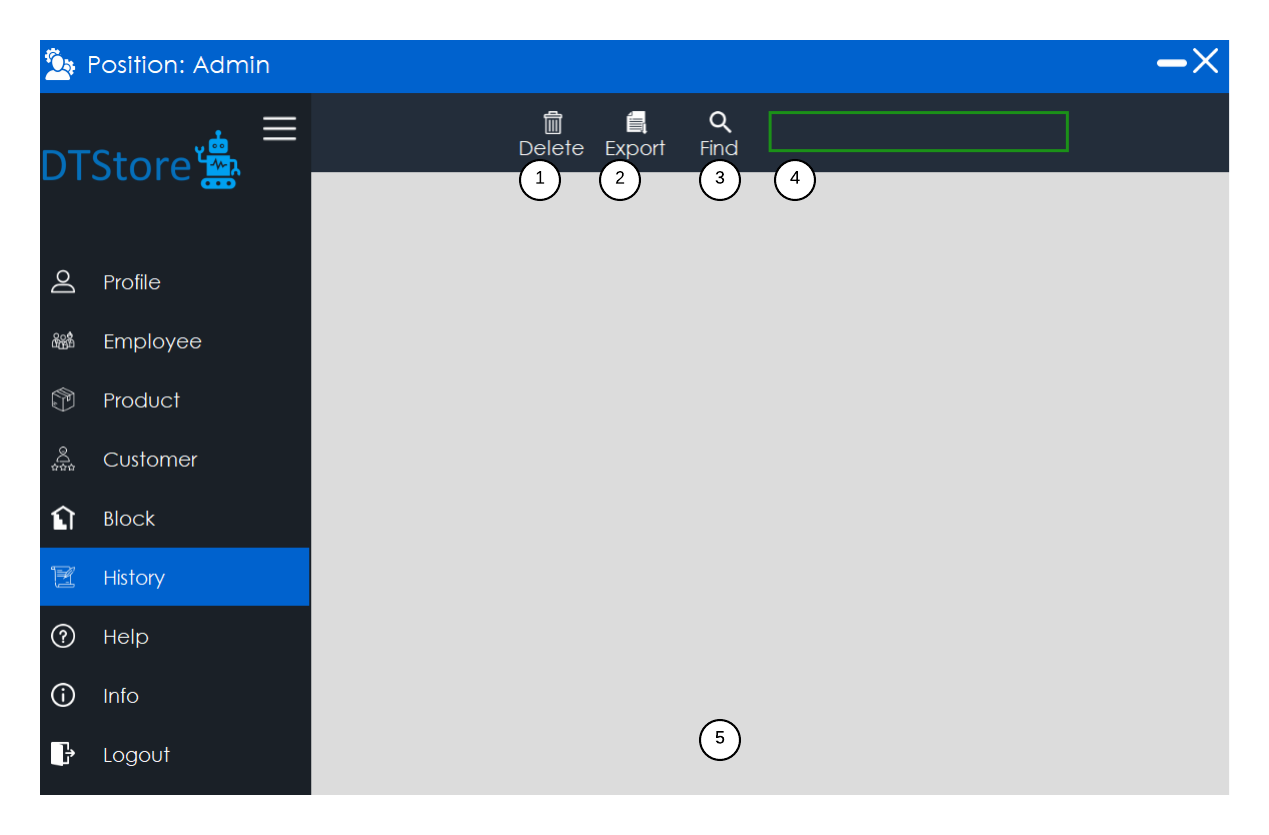 Position: Admin
DTStore
Delete Export Find
1 2 3 4
Profile
Employee
Product
Customer
Block
History
Help
Info
Logout
5